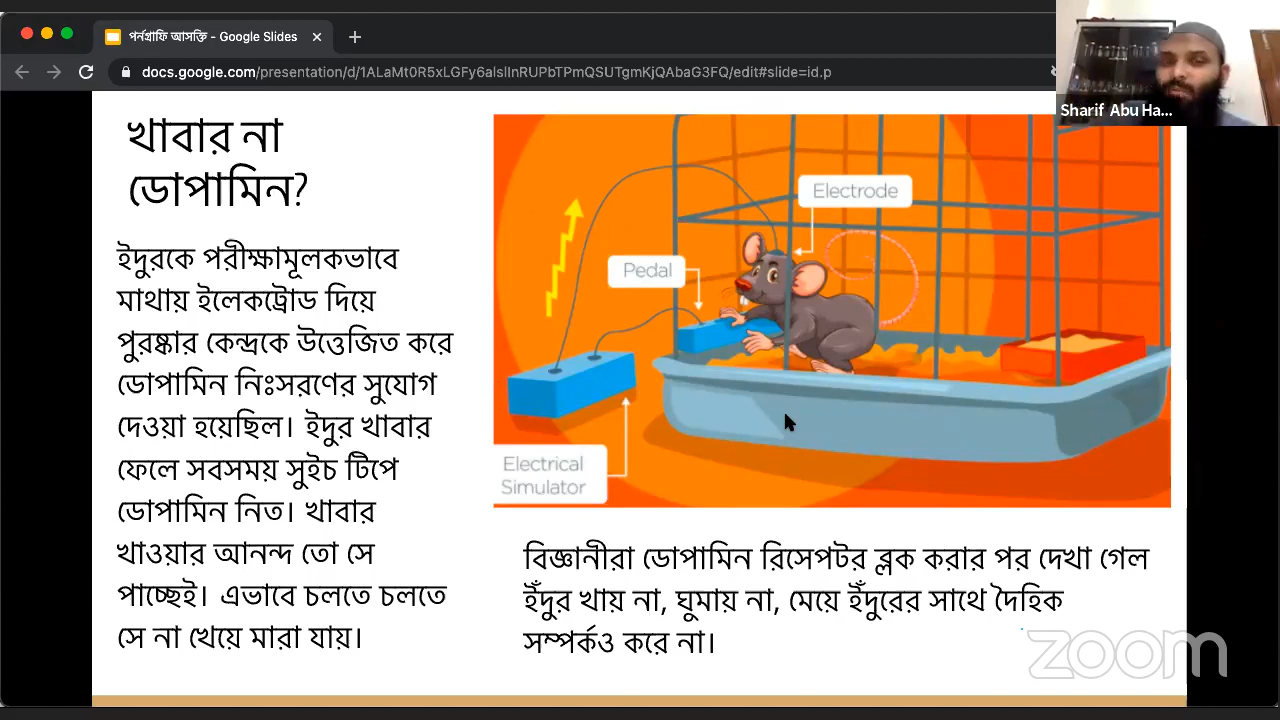 পর্নগ্রাফি আসক্তি - Google Slides
docs.google.com/presentation/d/1ALaMt0R5xLGFy6alslInRUPbTPmQSUTgmKjQAbaG3FQ/edit#slide=id.p
Sharif Abu Ha...
খাবার না
ডোপামিন?
ইদুরকে পরীক্ষামূলকভাবে
মাথায় ইলেকট্রোড দিয়ে
পুরষ্কার কেন্দ্রকে উত্তেজিত করে
ডোপামিন নিঃসরণের সুযোগ
দেওয়া হয়েছিল। ইদুর খাবার
ফেলে সবসময় সুইচ টিপে
ডোপামিন নিত। খাবার
খাওয়ার আনন্দ তো সে
পাচ্ছেই। এভাবে চলতে চলতে
সে না খেয়ে মারা যায়।
Electrode
Pedal
Electrical
Simulator
বিজ্ঞানীরা ডোপামিন রিসেপটর ব্লক করার পর দেখা গেল
ইঁদুর খায় না, ঘুমায় না, মেয়ে ইঁদুরের সাথে দৈহিক
সম্পর্কও করে না।
zoom